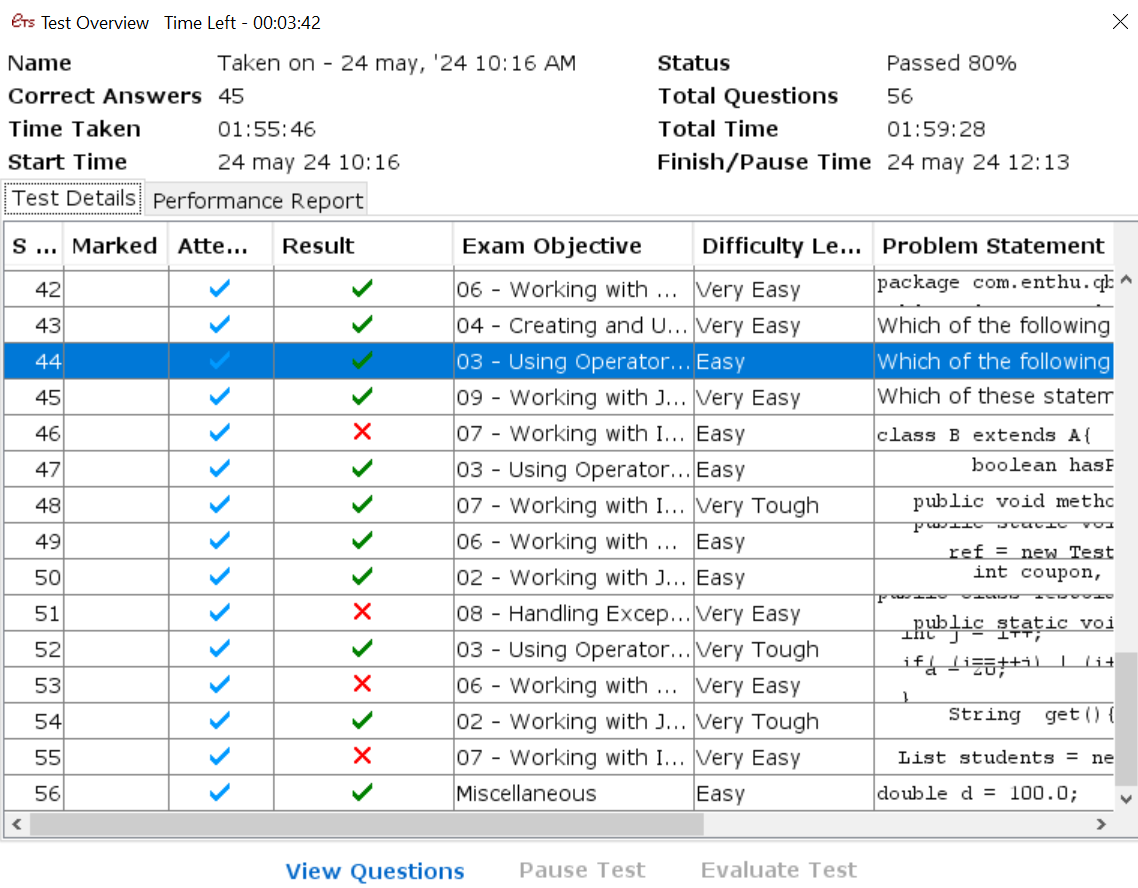 ETS Test Overview Time Left - 00:03:42
Name Taken on - 24 may, '24 10:16 AM Status Passed 80%
Correct Answers 45 Total Questions 56
Time Taken 01:55:46 Total Time 01:59:28
Start Time 24 may 24 10:16 Finish/Pause Time 24 may 24 12:13
Test Details Performance Report
S ... Marked Atte... Result Exam Objective Difficulty Le... Problem Statement
42 06 - Working with ... Very Easy package com.enthu.qb
43 04 - Creating and U... Very Easy Which of the following
44 03 - Using Operator... Easy Which of the following
45 09 - Working with J... Very Easy Which of these statem
46 07 - Working with I... Easy class B extends A{
47 03 - Using Operator... Easy boolean hasP
48 07 - Working with I... Very Tough public void metho
49 06 - Working with ... Easy public static voi
ref = new Test
50 02 - Working with J... Easy int coupon,
51 08 - Handling Excep... Very Easy
public static voi
52 03 - Using Operator... Very Tough int j = i++;
if( (i==++j) | (i+
53 06 - Working with ... Very Easy
}
54 02 - Working with J... Very Tough String get(){
55 07 - Working with I... Very Easy List students = ne
56 Miscellaneous Easy double d = 100.0;
View Questions Pause Test Evaluate Test